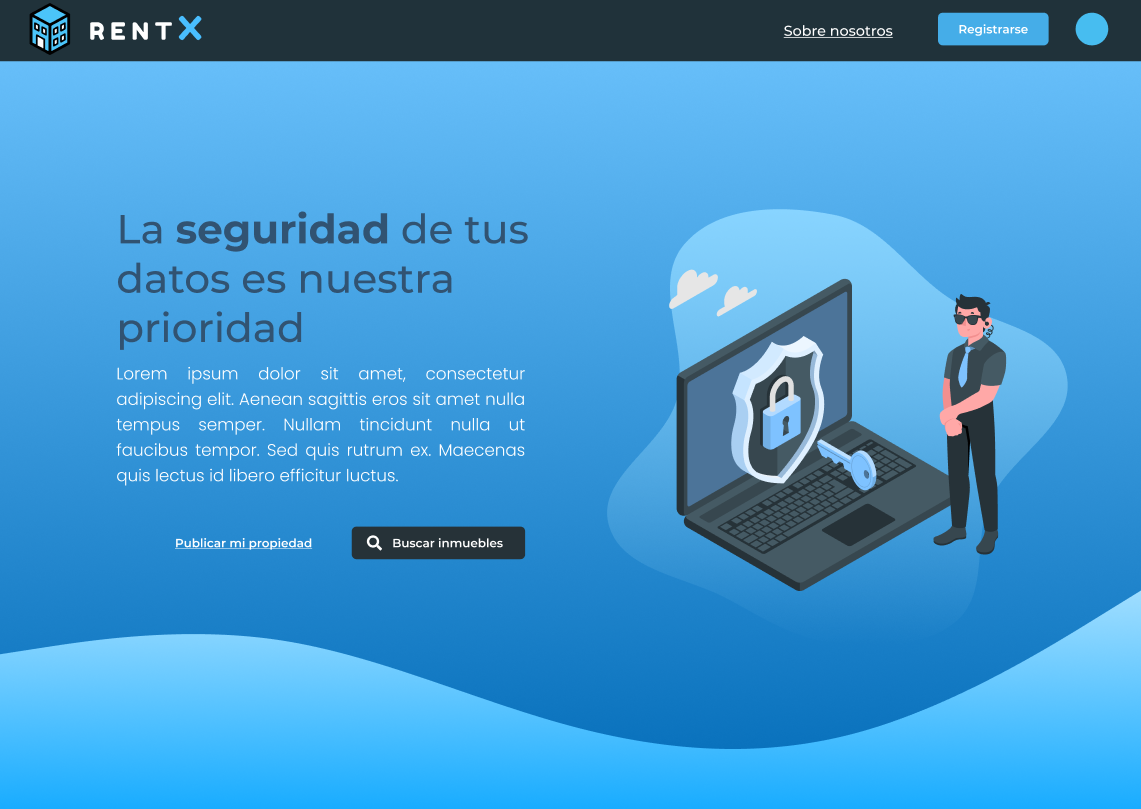 RENTX
Sobre nosotros
Registrarse
La seguridad de tus
datos es nuestra
prioridad
Lorem ipsum dolor sit amet, consectetur
adipiscing elit. Aenean sagittis eros sit amet nulla
tempus semper. Nullam tincidunt nulla ut
faucibus tempor. Sed quis rutrum ex. Maecenas
quis lectus id libero efficitur luctus.
Publicar mi propiedad
Buscar inmuebles